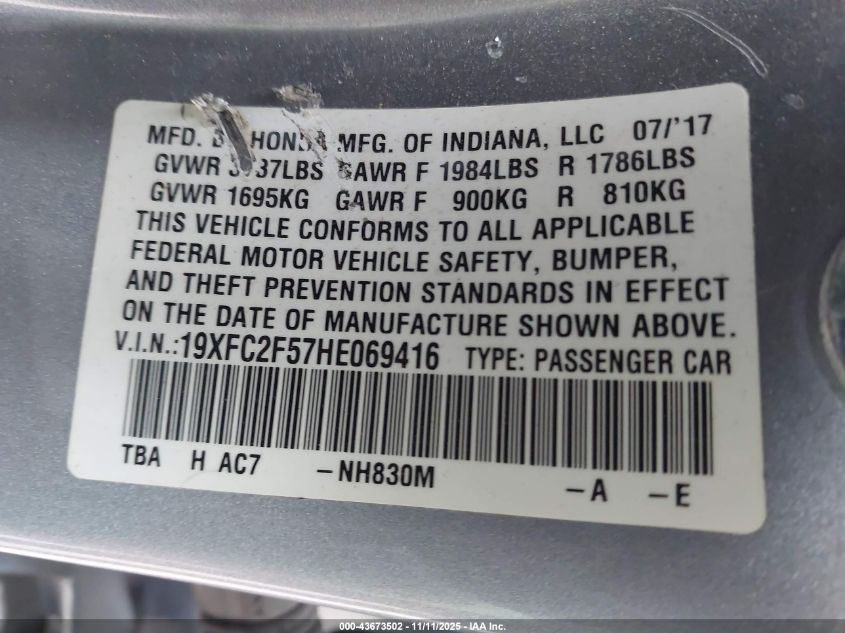 MFD. HONDA MFG. OF INDIANA, LLC 07/'17
GVWR GAWR F 1984LBS R 1786LBS
GVWR 1695KG GAWR F 900KG R 810KG
THIS VEHICLE CONFORMS TO ALL APPLICABLE
FEDERAL MOTOR VEHICLE SAFETY, BUMPER,
AND THEFT PREVENTION STANDARDS IN EFFECT
ON THE DATE OF MANUFACTURE SHOWN ABOVE.
V.I.N.:19XFC2F57HE069416 TYPE: PASSENGER CAR
TBA H AC7 -NH830M -A -E
000-43673502 - 11/11/2025 - IAA Inc.